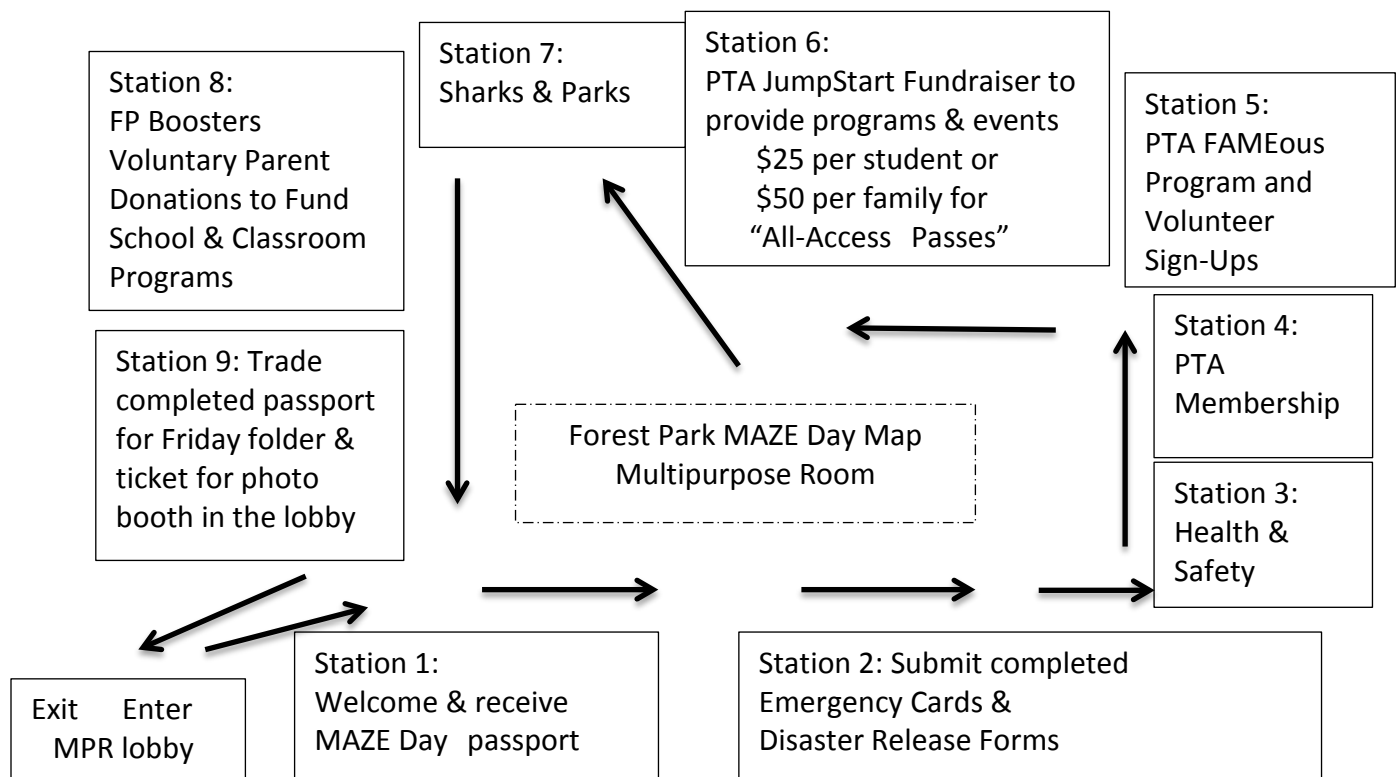 Station 8:
FP Boosters
Voluntary Parent
Donations to Fund
School & Classroom
Programs
Station 7:
Sharks & Parks
Station 6:
PTA JumpStart Fundraiser to
provide programs & events
$25 per student or
$50 per family for
“All-Access Passes”
Station 5:
PTA FAMEous
Program and
Volunteer
Sign-Ups
Station 9: Trade
completed passport
for Friday folder &
ticket for photo
booth in the lobby
Forest Park MAZE Day Map
Multipurpose Room
Station 4:
PTA
Membership
Station 3:
Health &
Safety
Exit Enter
MPR lobby
Station 1:
Welcome & receive
MAZE Day passport
Station 2: Submit completed
Emergency Cards &
Disaster Release Forms